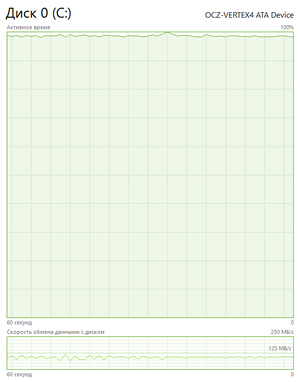 Диск 0 (C:)
OCZ-VERTEX4 ATA Device
Активное время 100%
60 секунд 0
Скорость обмена данными с диском 250 МБ/с
125 МБ/с
60 секунд 0